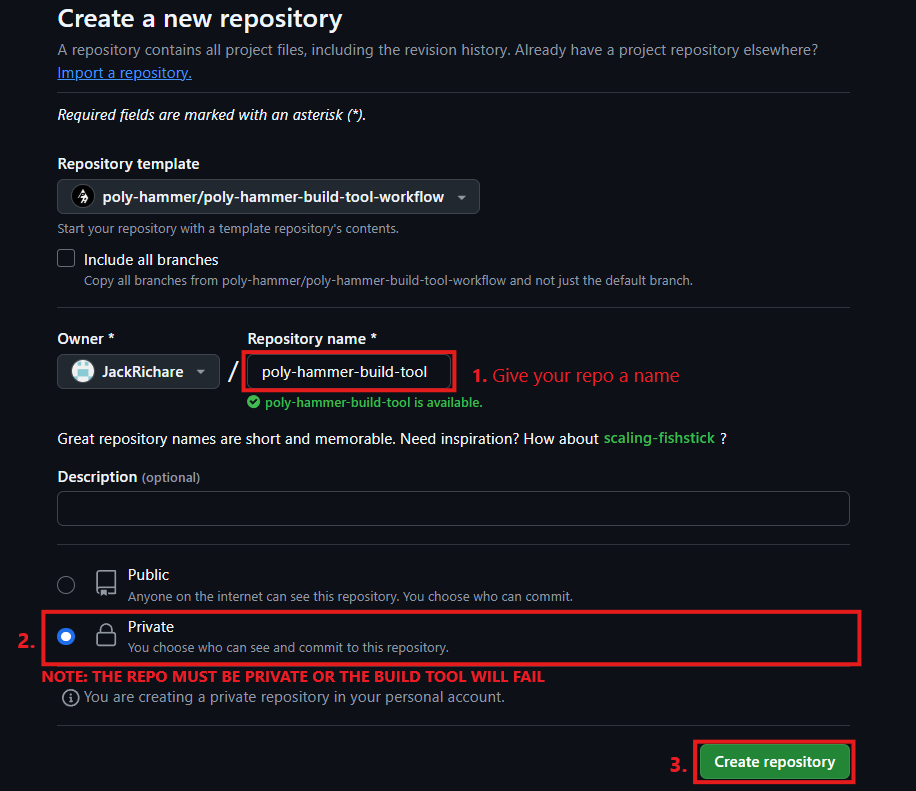 Create a new repository
A repository contains all project files, including the revision history. Already have a project repository elsewhere?
Import a repository.
Required fields are marked with an asterisk (*).
Repository template
poly-hammer/poly-hammer-build-tool-workflow
Start your repository with a template repository's contents.
Include all branches
Copy all branches from poly-hammer/poly-hammer-build-tool-workflow and not just the default branch.
Owner *
Repository name *
JackRichare
/
poly-hammer-build-tool
1. Give your repo a name
poly-hammer-build-tool is available.
Great repository names are short and memorable. Need inspiration? How about scaling-fishstick ?
Description (optional)
Public
Anyone on the internet can see this repository. You choose who can commit.
2.
Private
You choose who can see and commit to this repository.
NOTE: THE REPO MUST BE PRIVATE OR THE BUILD TOOL WILL FAIL
You are creating a private repository in your personal account.
3.
Create repository